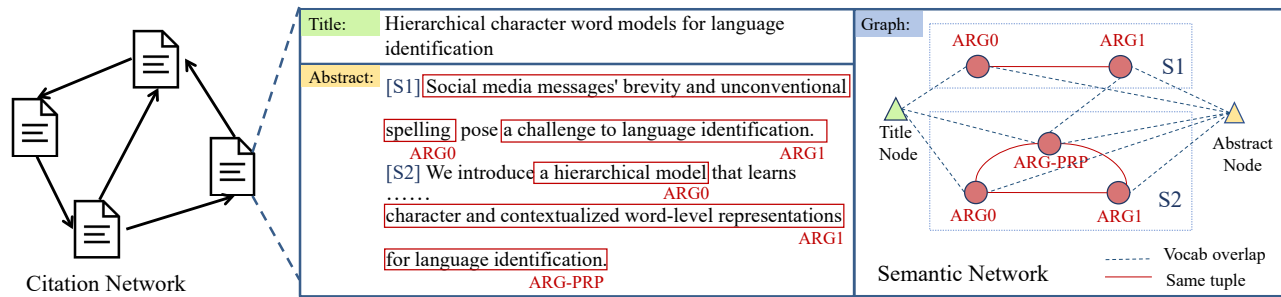 Citation Network
Title:
Hierarchical character word models for language
identification
Abstract:
[S1] Social media messages' brevity and unconventional
spelling pose a challenge to language identification.
ARG0 ARG1
[S2] We introduce a hierarchical model that learns
ARG0
……
character and contextualized word-level representations
ARG1
for language identification.
ARG-PRP
Graph:
ARG0 ARG1
S1
Title
Node
ARG-PRP
Abstract
Node
ARG0 ARG1
S2
Semantic Network
Vocab overlap
Same tuple